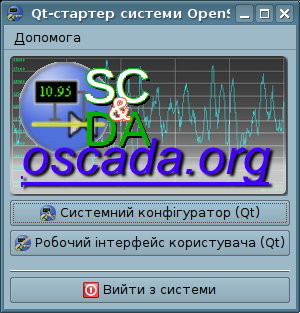 Qt-стартер системи OpenS
Допомога
10.95
SC
&
DA
oscada.org
Системний конфігуратор (Qt)
Робочий інтерфейс користувача (Qt)
Вийти з системи